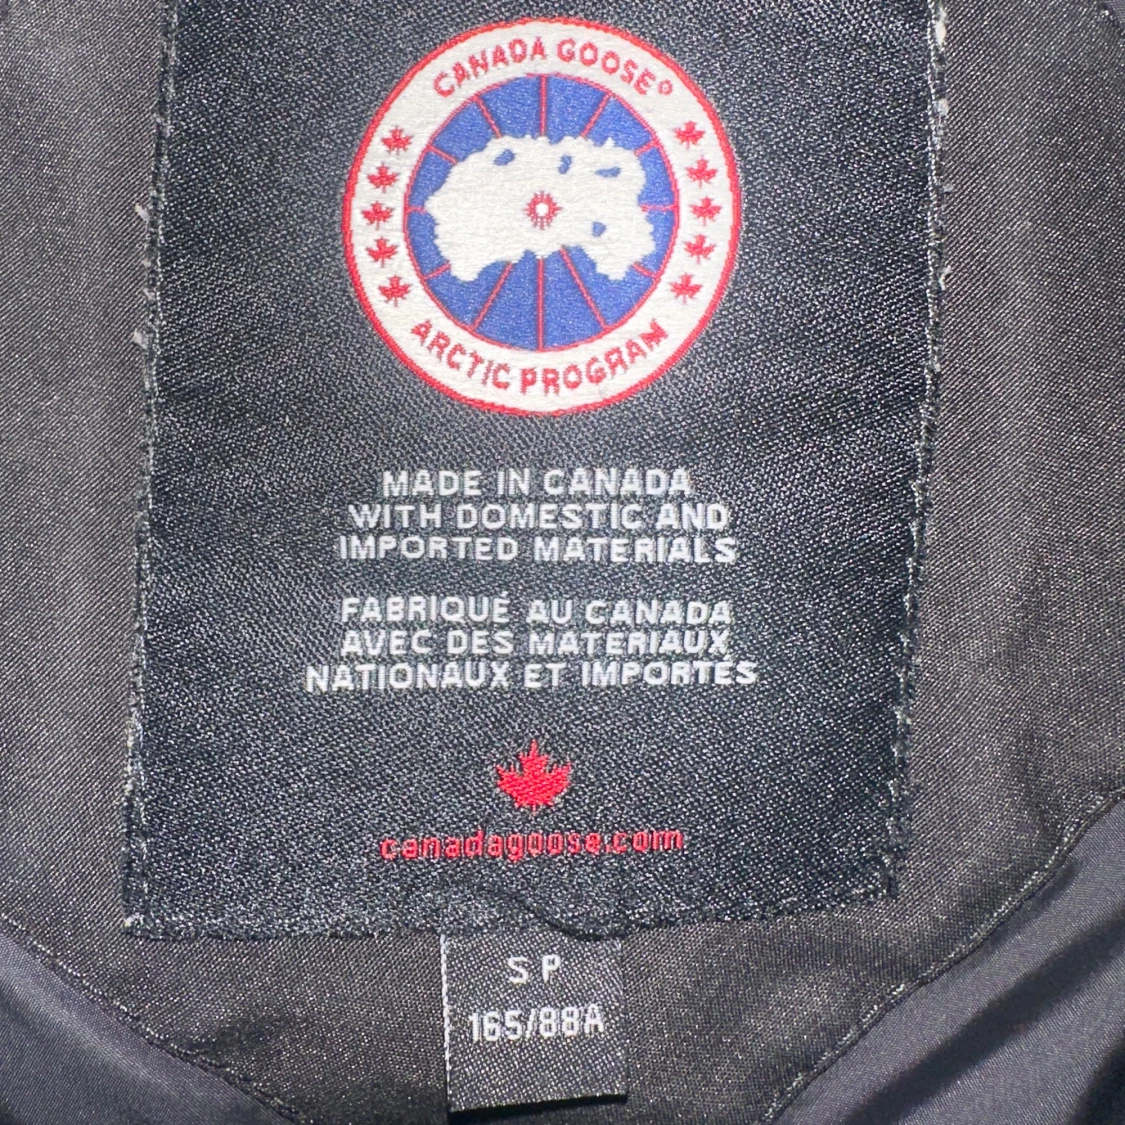 CANADA GOOSE®
ARCTIC PROGRAM
MADE IN CANADA
WITH DOMESTIC AND
IMPORTED MATERIALS
FABRIQUÉ AU CANADA
AVEC DES MATERIAUX
NATIONAUX ET IMPORTÉS
canadagoose.com
S P
165/88A